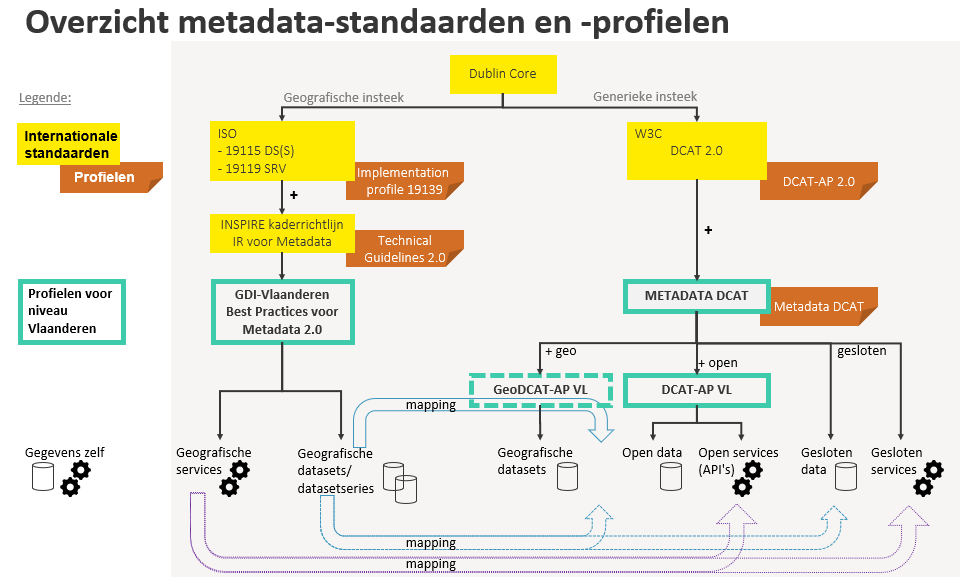 Overzicht metadata-standaarden en -profielen
Legende:
Internationale
standaarden
Profielen
Profielen voor
niveau
Vlaanderen
Gegevens zelf
Dublin Core
Geografische insteek
Generieke insteek
ISO
- 19115 DS(S)
- 19119 SRV
Implementation
profile 19139
+
INSPIRE kaderrichtlijn
IR voor Metadata
Technical
Guidelines 2.0
GDI-Vlaanderen
Best Practices voor
Metadata 2.0
W3C
DCAT 2.0
DCAT-AP 2.0
+
METADATA DCAT
Metadata DCAT
+ geo
+ open
gesloten
GeoDCAT-AP VL
DCAT-AP VL
mapping
Geografische
services
Geografische
datasets/
datasetseries
Geografische
datasets
Open data
Open services
(API's)
Gesloten
data
Gesloten
services
mapping
mapping